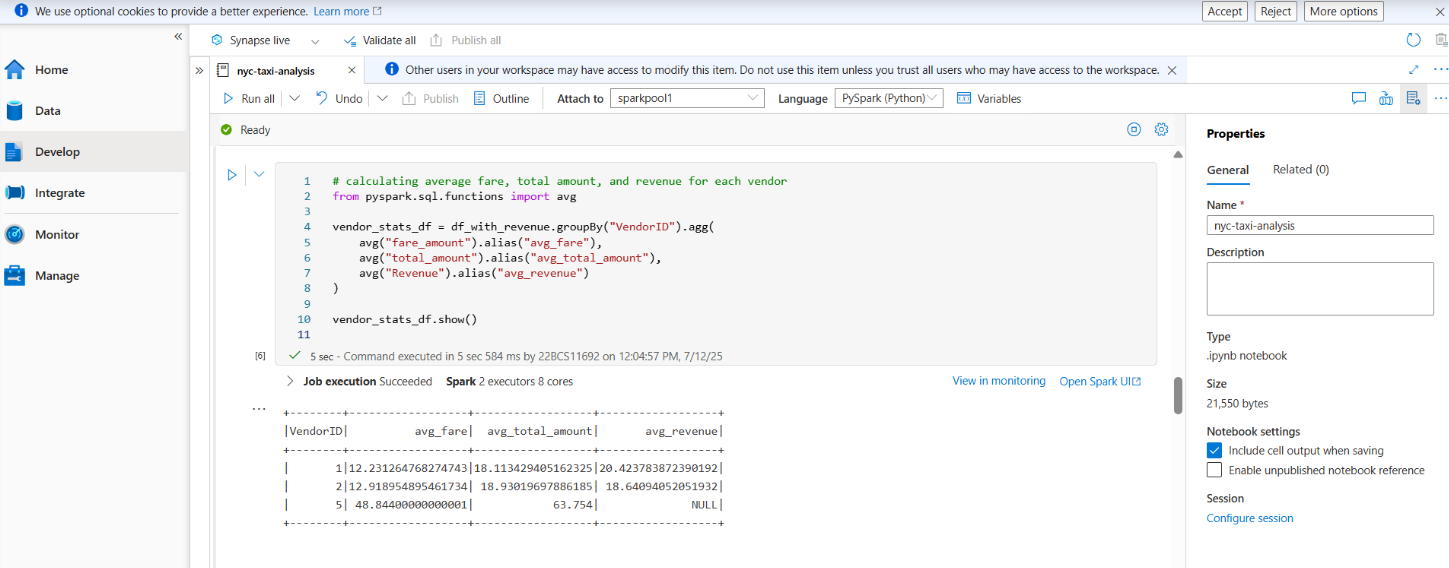 We use optional cookies to provide a better experience. Learn more
Accept
Reject
More options
Synapse live
Validate all
Publish all
Home
Data
Develop
Integrate
Monitor
Manage
nyc-taxi-analysis
Other users in your workspace may have access to modify this item. Do not use this item unless you trust all users who may have access to the workspace.
Run all
Undo
Publish
Outline
Attach to
sparkpool1
Language
PySpark (Python)
Variables
Ready
1 # calculating average fare, total amount, and revenue for each vendor
2 from pyspark.sql.functions import avg
3
4 vendor_stats_df = df_with_revenue.groupBy("VendorID").agg(
5     avg("fare_amount").alias("avg_fare"),
6     avg("total_amount").alias("avg_total_amount"),
7     avg("Revenue").alias("avg_revenue")
8 )
9
10 vendor_stats_df.show()
11
[6]
5 sec - Command executed in 5 sec 584 ms by 22BCS11692 on 12:04:57 PM, 7/12/25
Job execution Succeeded Spark 2 executors 8 cores
View in monitoring
Open Spark UI
+--------+------------------+------------------+------------------+
|VendorID|          avg_fare|  avg_total_amount|       avg_revenue|
+--------+------------------+------------------+------------------+
|       1|12.231264768274743|18.113429405162325|20.423783872390192|
|       2|12.918954895461734| 18.93019697886185| 18.64094052051932|
|       5| 48.84400000000001|            63.754|              NULL|
+--------+------------------+------------------+------------------+
Properties
General
Related (0)
Name *
nyc-taxi-analysis
Description
Type
.ipynb notebook
Size
21,550 bytes
Notebook settings
Include cell output when saving
Enable unpublished notebook reference
Session
Configure session